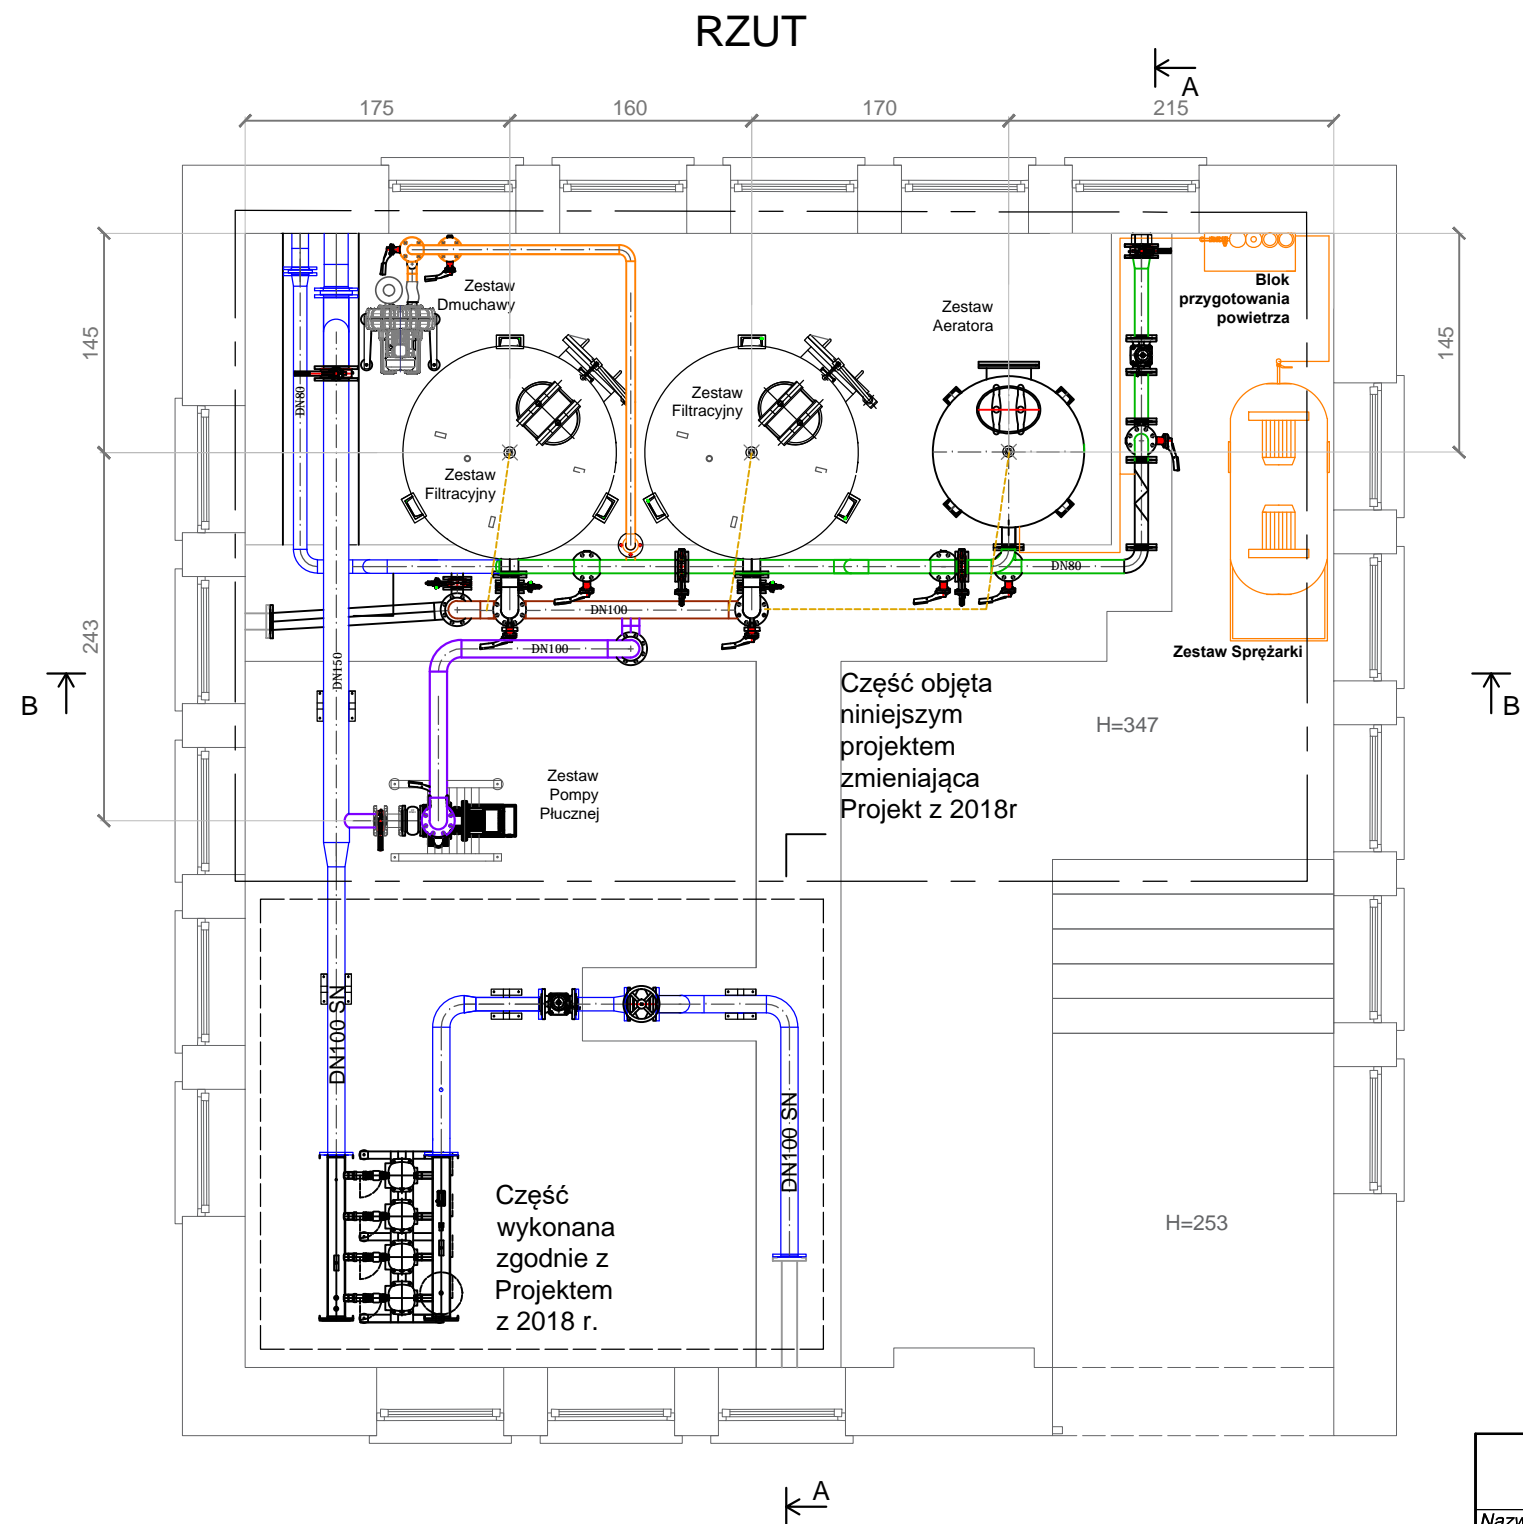 RZUT
A
175
160
170
215
145
145
243
Zestaw
Dmuchawy
Zestaw
Filtracyjny
Zestaw
Filtracyjny
Zestaw
Aeratora
Blok
przygotowania
powietrza
DN80
DN80
DN100
DN100
DN150
Zestaw Sprężarki
B
B
Część objęta
niniejszym
projektem
zmieniająca
Projekt z 2018r
H=347
Zestaw
Pompy
Płucznej
DN100 SN
DN100 SN
Część
wykonana
zgodnie z
Projektem
z 2018 r.
H=253
A
Nazw